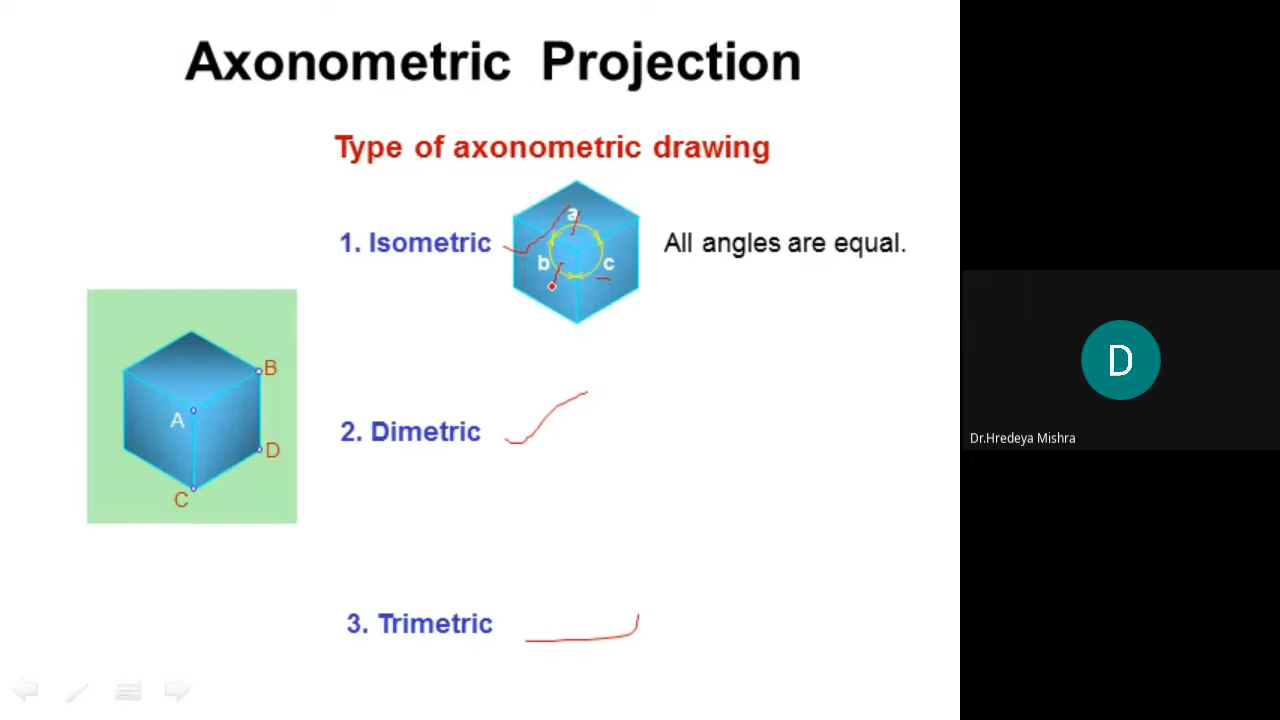 Axonometric Projection
Type of axonometric drawing
1. Isometric
a
b
c
All angles are equal.
B
A
D
C
2. Dimetric
3. Trimetric
D
Dr.Hredeya Mishra